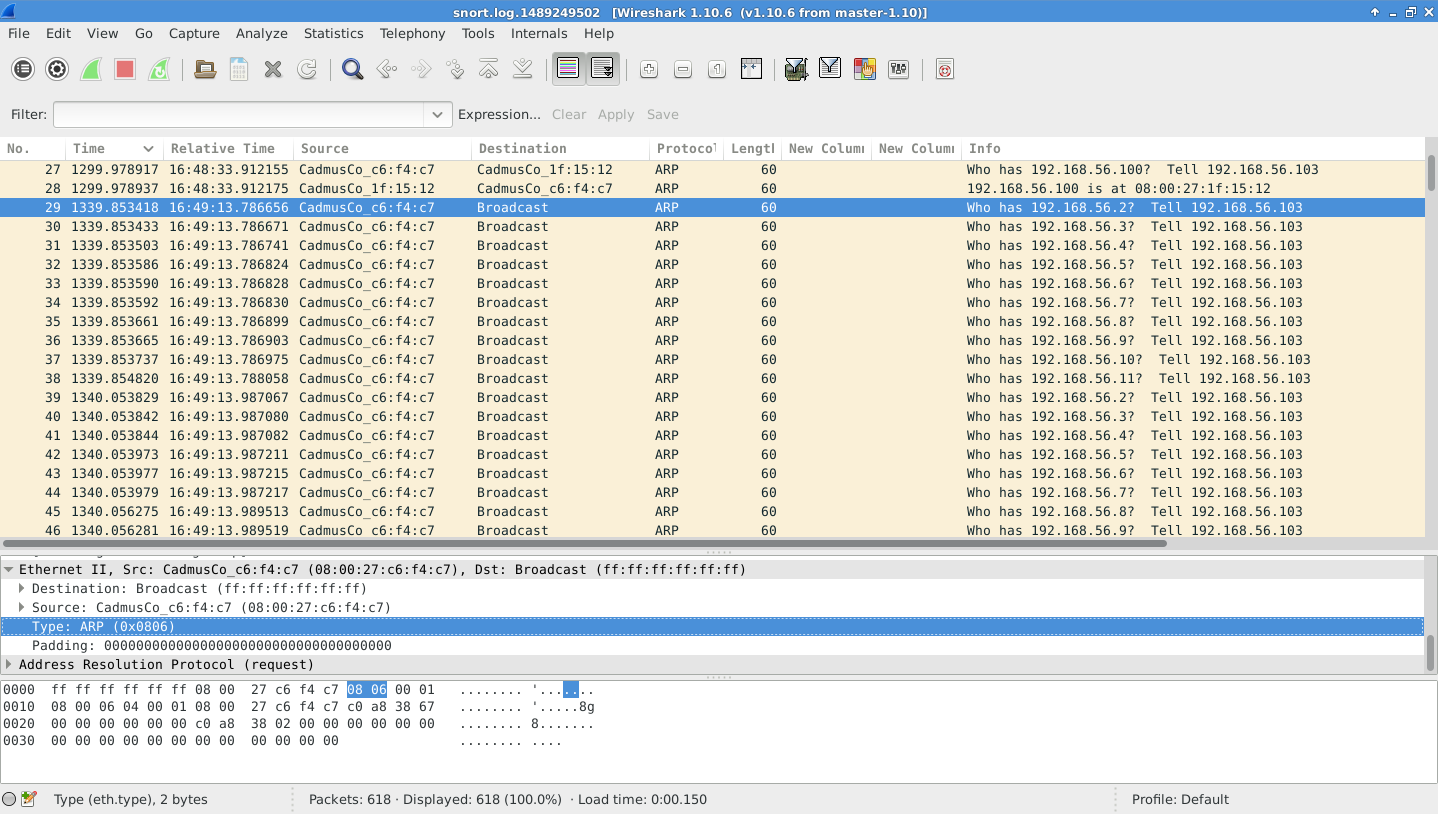 snort.log.1489249502   [Wireshark 1.10.6  (v1.10.6 from master-1.10)]
File Edit View Go Capture Analyze Statistics Telephony Tools Internals Help
Filter: Expression... Clear Apply Save
No. Time Relative Time Source Destination Protocol Length New Colum New Colum Info
27 1299.978917 16:48:33.912155 CadmusCo_c6:f4:c7 CadmusCo_1f:15:12 ARP 60 Who has 192.168.56.100?  Tell 192.168.56.103
28 1299.978937 16:48:33.912175 CadmusCo_1f:15:12 CadmusCo_c6:f4:c7 ARP 60 192.168.56.100 is at 08:00:27:1f:15:12
29 1339.853418 16:49:13.786656 CadmusCo_c6:f4:c7 Broadcast ARP 60 Who has 192.168.56.2?  Tell 192.168.56.103
30 1339.853433 16:49:13.786671 CadmusCo_c6:f4:c7 Broadcast ARP 60 Who has 192.168.56.3?  Tell 192.168.56.103
31 1339.853503 16:49:13.786741 CadmusCo_c6:f4:c7 Broadcast ARP 60 Who has 192.168.56.4?  Tell 192.168.56.103
32 1339.853586 16:49:13.786824 CadmusCo_c6:f4:c7 Broadcast ARP 60 Who has 192.168.56.5?  Tell 192.168.56.103
33 1339.853590 16:49:13.786828 CadmusCo_c6:f4:c7 Broadcast ARP 60 Who has 192.168.56.6?  Tell 192.168.56.103
34 1339.853592 16:49:13.786830 CadmusCo_c6:f4:c7 Broadcast ARP 60 Who has 192.168.56.7?  Tell 192.168.56.103
35 1339.853661 16:49:13.786899 CadmusCo_c6:f4:c7 Broadcast ARP 60 Who has 192.168.56.8?  Tell 192.168.56.103
36 1339.853665 16:49:13.786903 CadmusCo_c6:f4:c7 Broadcast ARP 60 Who has 192.168.56.9?  Tell 192.168.56.103
37 1339.853737 16:49:13.786975 CadmusCo_c6:f4:c7 Broadcast ARP 60 Who has 192.168.56.10?  Tell 192.168.56.103
38 1339.854820 16:49:13.788058 CadmusCo_c6:f4:c7 Broadcast ARP 60 Who has 192.168.56.11?  Tell 192.168.56.103
39 1340.053829 16:49:13.987067 CadmusCo_c6:f4:c7 Broadcast ARP 60 Who has 192.168.56.2?  Tell 192.168.56.103
40 1340.053842 16:49:13.987080 CadmusCo_c6:f4:c7 Broadcast ARP 60 Who has 192.168.56.3?  Tell 192.168.56.103
41 1340.053844 16:49:13.987082 CadmusCo_c6:f4:c7 Broadcast ARP 60 Who has 192.168.56.4?  Tell 192.168.56.103
42 1340.053973 16:49:13.987211 CadmusCo_c6:f4:c7 Broadcast ARP 60 Who has 192.168.56.5?  Tell 192.168.56.103
43 1340.053977 16:49:13.987215 CadmusCo_c6:f4:c7 Broadcast ARP 60 Who has 192.168.56.6?  Tell 192.168.56.103
44 1340.053979 16:49:13.987217 CadmusCo_c6:f4:c7 Broadcast ARP 60 Who has 192.168.56.7?  Tell 192.168.56.103
45 1340.056275 16:49:13.989513 CadmusCo_c6:f4:c7 Broadcast ARP 60 Who has 192.168.56.8?  Tell 192.168.56.103
46 1340.056281 16:49:13.989519 CadmusCo_c6:f4:c7 Broadcast ARP 60 Who has 192.168.56.9?  Tell 192.168.56.103
Ethernet II, Src: CadmusCo_c6:f4:c7 (08:00:27:c6:f4:c7), Dst: Broadcast (ff:ff:ff:ff:ff:ff)
Destination: Broadcast (ff:ff:ff:ff:ff:ff)
Source: CadmusCo_c6:f4:c7 (08:00:27:c6:f4:c7)
Type: ARP (0x0806)
Padding: 000000000000000000000000000000000000
Address Resolution Protocol (request)
0000  ff ff ff ff ff ff 08 00  27 c6 f4 c7 08 06 00 01   ........ '.......
0010  08 00 06 04 00 01 08 00  27 c6 f4 c7 c0 a8 38 67   ........ '.....8g
0020  00 00 00 00 00 00 c0 a8  38 02 00 00 00 00 00 00   ........ 8.......
0030  00 00 00 00 00 00 00 00  00 00 00 00   ........ ....
Type (eth.type), 2 bytes Packets: 618 · Displayed: 618 (100.0%)  · Load time: 0:00.150 Profile: Default